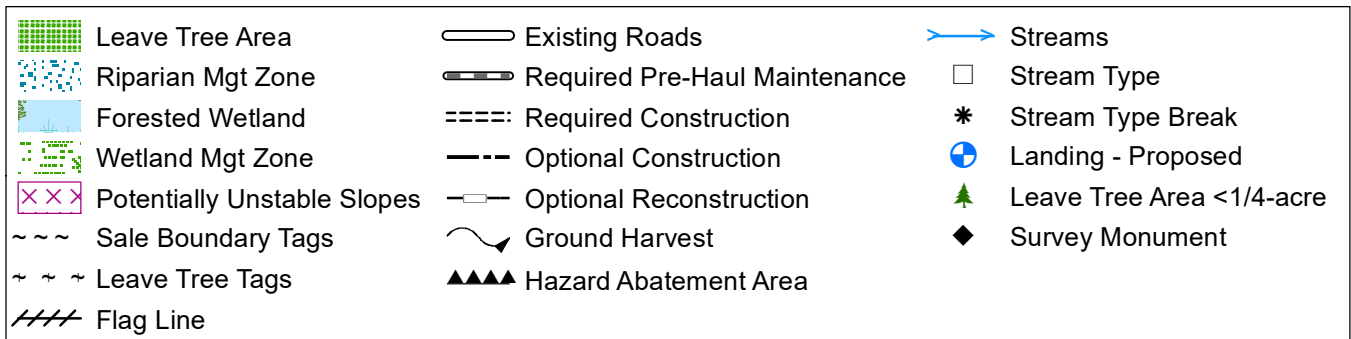 Leave Tree Area
Riparian Mgt Zone
Forested Wetland
Wetland Mgt Zone
Potentially Unstable Slopes
Sale Boundary Tags
Leave Tree Tags
Flag Line
Existing Roads
Required Pre-Haul Maintenance
Required Construction
Optional Construction
Optional Reconstruction
Ground Harvest
Hazard Abatement Area
Streams
Stream Type
Stream Type Break
Landing - Proposed
Leave Tree Area <1/4-acre
Survey Monument